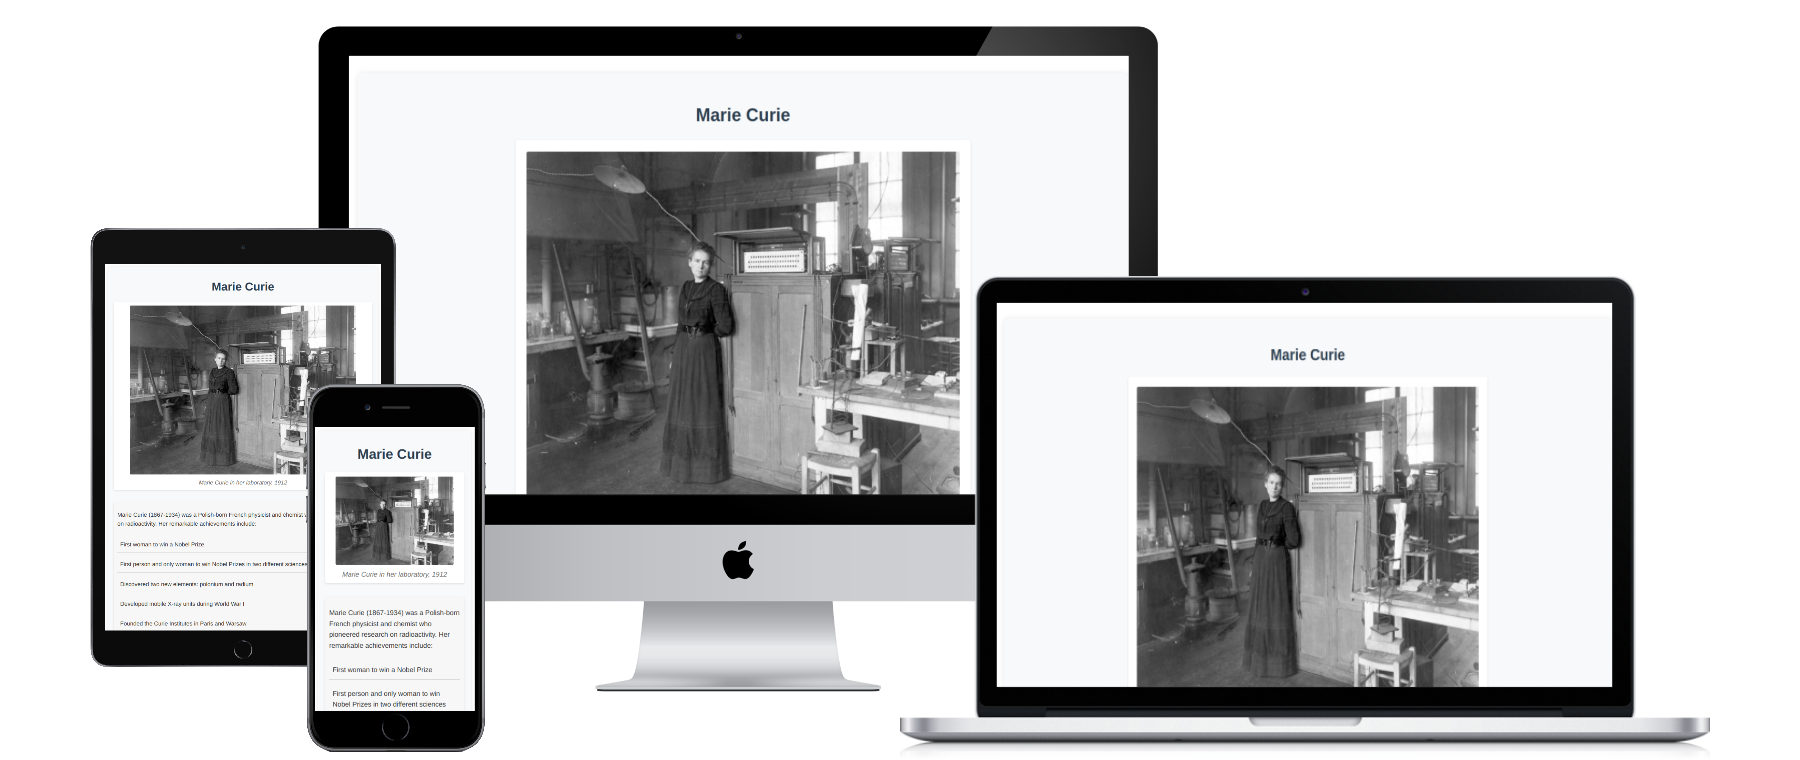 Marie Curie
Marie Curie
Marie Curie in her laboratory, 1912
Marie Curie (1867-1934) was a Polish-born French physicist and chemist
on radioactivity. Her remarkable achievements include:
First woman to win a Nobel Prize
First person and only woman to win Nobel Prizes in two different sciences
Discovered two new elements: polonium and radium
Developed mobile X-ray units during World War I
Founded the Curie Institutes in Paris and Warsaw
Marie Curie
Marie Curie in her laboratory, 1912
Marie Curie (1867-1934) was a Polish-born
French physicist and chemist who
pioneered research on radioactivity. Her
remarkable achievements include:
First woman to win a Nobel Prize
First person and only woman to win
Nobel Prizes in two different sciences
Marie Curie